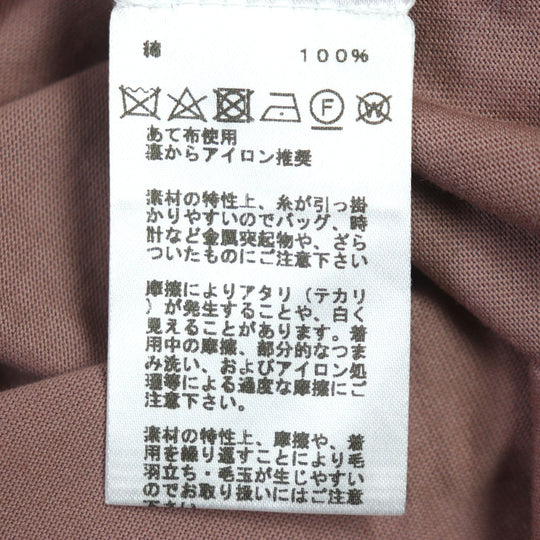 綿 100%
F W
あて布使用
裏からアイロン推奨
素材の特性上、糸が引っ掛
かりやすいのでバッグ、時
計など金属突起物や、ざら
ついたものにご注意下さい
摩擦によりアタリ（テカリ
）が発生することや、白く
見えることがあります。着
用中の摩擦、部分的なつま
み洗い、およびアイロン処
理等による過度な摩擦にご
注意下さい。
素材の特性上、摩擦や、着
用を繰り返すことにより毛
羽立ち・毛玉が生じやすい
のでお取り扱いにはご注意
下さい。